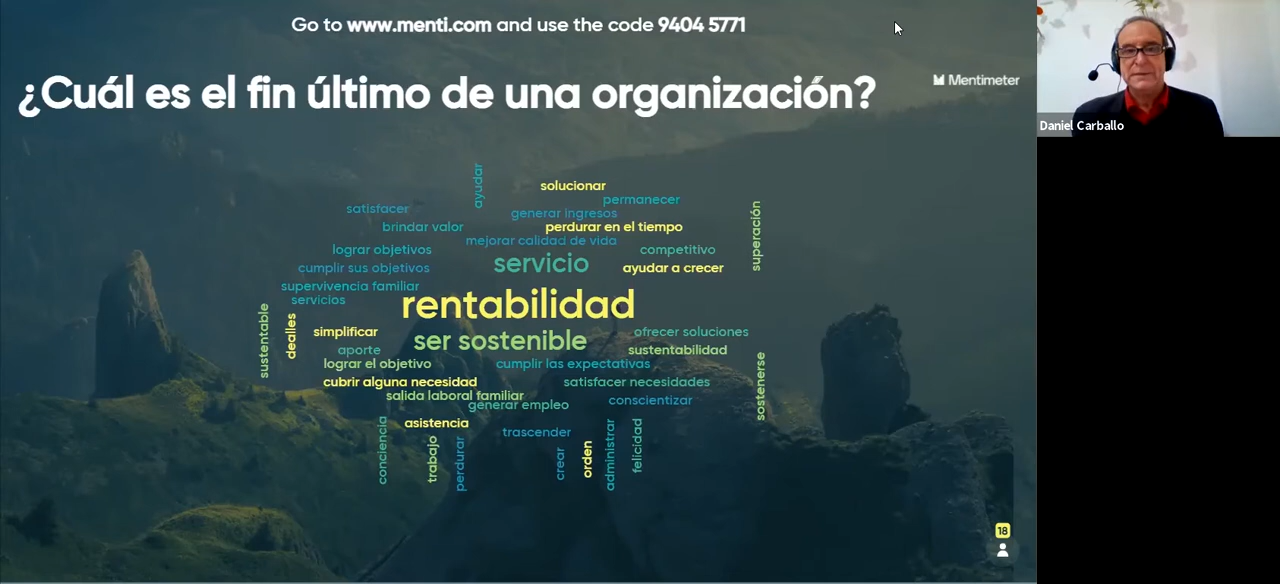 Go to www.menti.com and use the code 9404 5771
Mentimeter
¿Cuál es el fin último de una organización?
Daniel Carballo
ayudar
solucionar
permanecer
satisfacer
generar ingresos
superación
brindar valor
perdurar en el tiempo
mejorar calidad de vida
lograr objetivos
competitivo
servicio
cumplir sus objetivos
ayudar a crecer
supervivencia familiar
servicios
rentabilidad
sustentable
dealles
simplificar
ser sostenible
ofrecer soluciones
aporte
sustentabilidad
lograr el objetivo
cumplir las expectativas
sostenerse
cubrir alguna necesidad
satisfacer necesidades
salida laboral familiar
generar empleo
conscientizar
asistencia
trascender
conciencia
trabajo
perdurar
crear
orden
administrar
felicidad
18